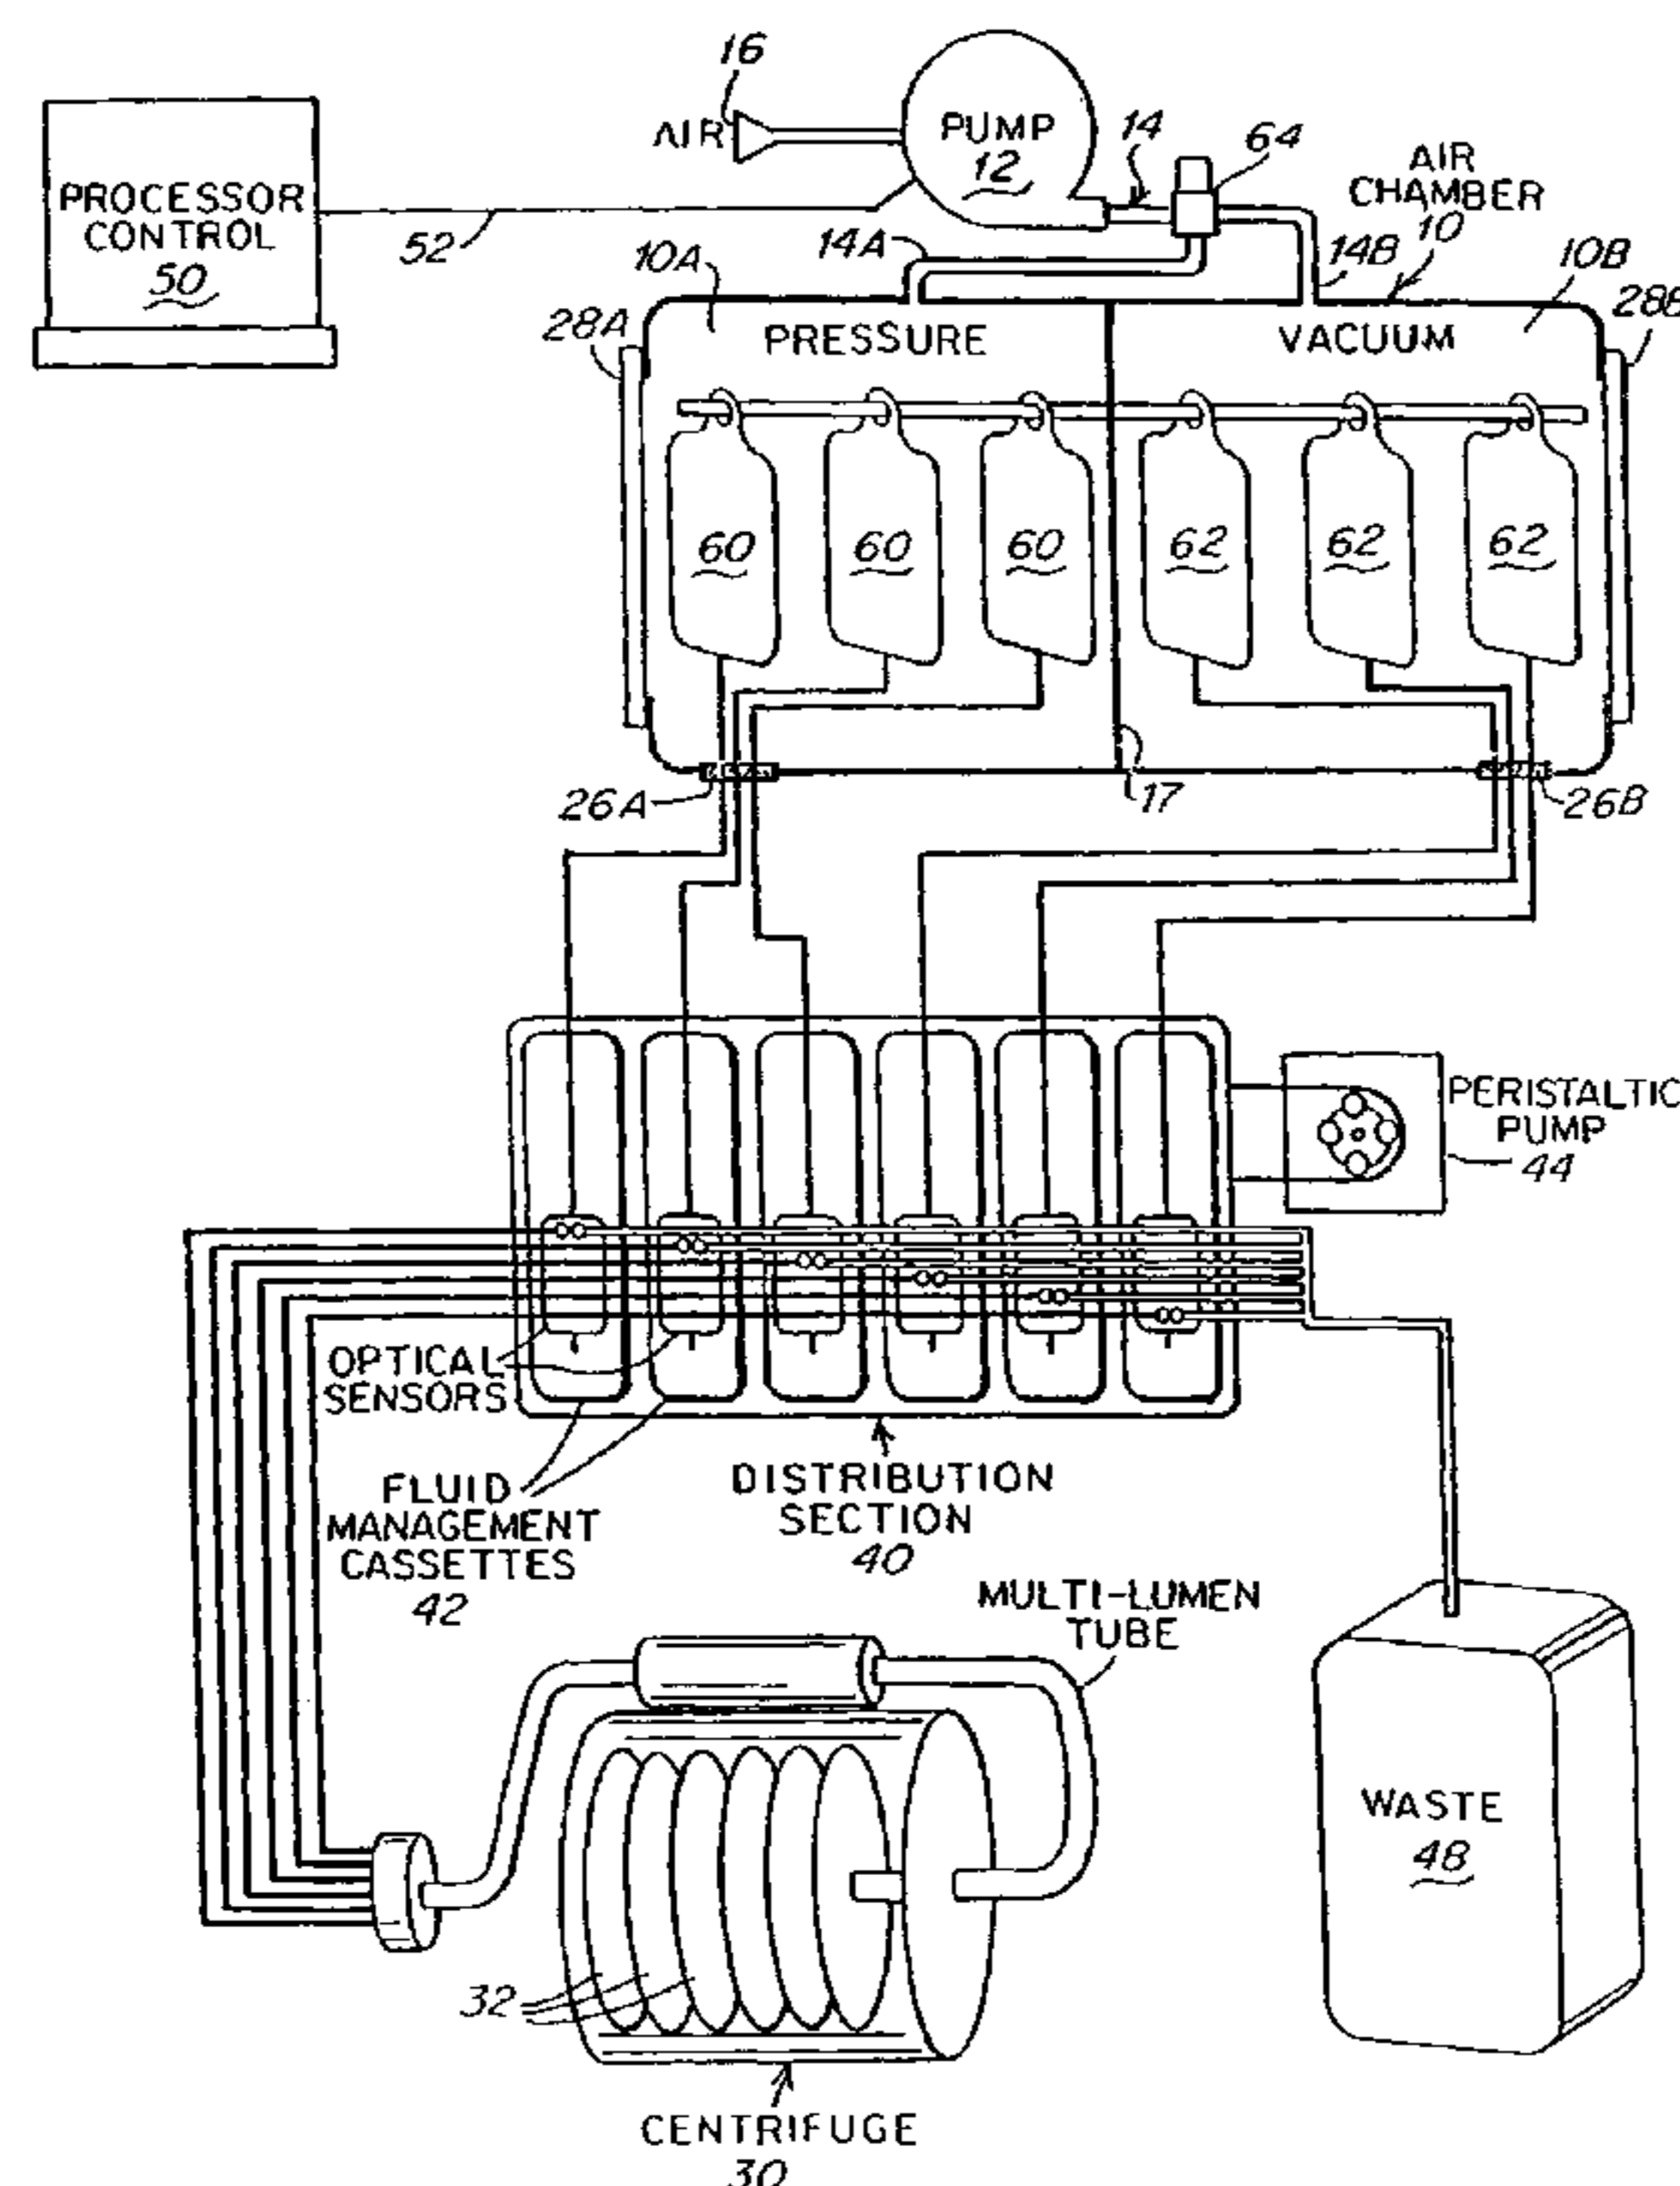 16
AIR
PUMP
12
14
64
AIR
CHAMBER
10
PROCESSOR
CONTROL
50
52
14A
14B
10A
10B
28A
28B
PRESSURE
VACUUM
60
60
60
62
62
62
26A
17
26B
PERISTALTIC
PUMP
44
OPTICAL
SENSORS
FLUID
MANAGEMENT
CASSETTES
42
DISTRIBUTION
SECTION
40
MULTI-LUMEN
TUBE
WASTE
48
32
CENTRIFUGE
30